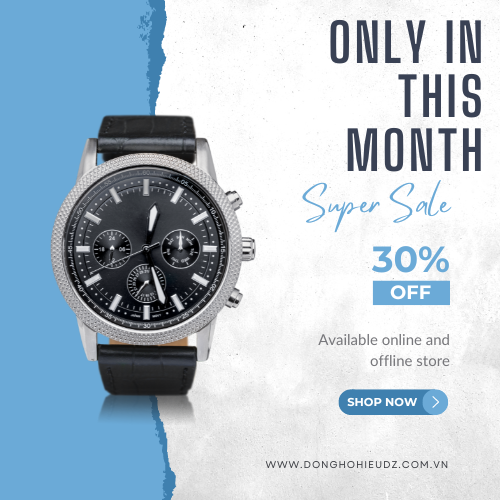 ONLY IN
THIS
MONTH
Super Sale
30%
OFF
Available online and
offline store
SHOP NOW
WWW.DONGHOHIEUDZ.COM.VN